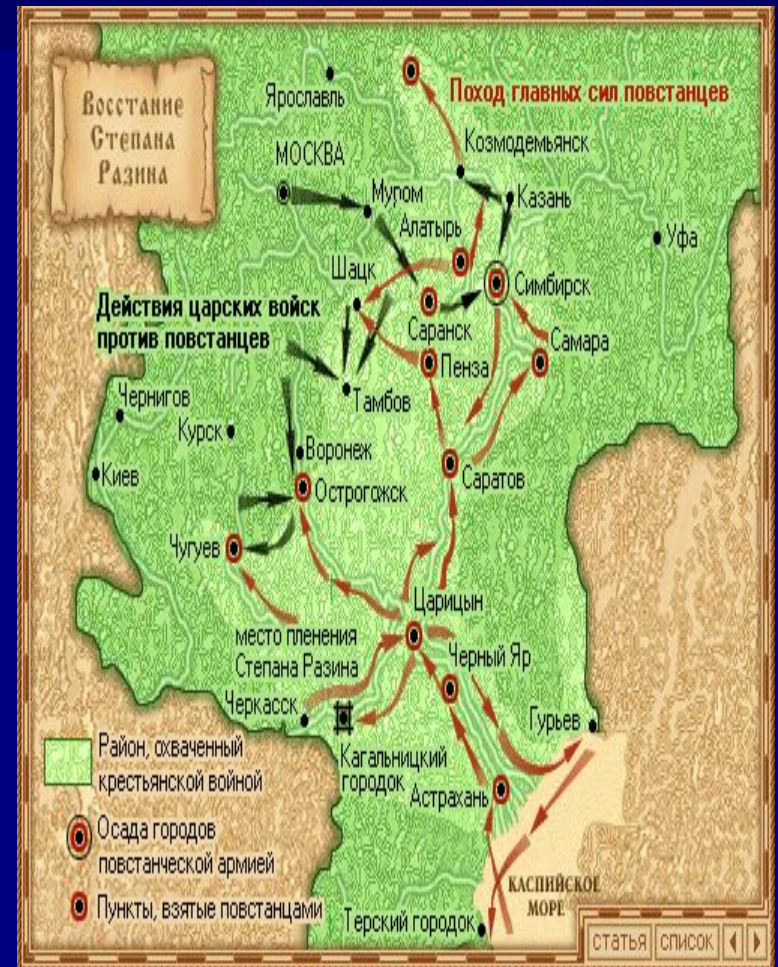 Восстание
Степана
Разина
Ярославль
Поход главных сил повстанцев
МОСКВА
Козмодемьянск
Муром
Казань
Алатырь
Уфа
Шацк
Симбирск
Действия царских войск
против повстанцев
Саранск
Самара
Пенза
Чернигов
Тамбов
Курск
Воронеж
Киев
Саратов
Острогожск
Чугуев
Царицын
место пленения
Степана Разина
Черный Яр
Черкасск
Гурьев
Район, охваченный
крестьянской войной
Кагальницкий
городок
Астрахань
Осада городов
повстанческой армией
КАСПИЙСКОЕ
МОРЕ
Пункты, взятые повстанцами
Терский городок
статья список